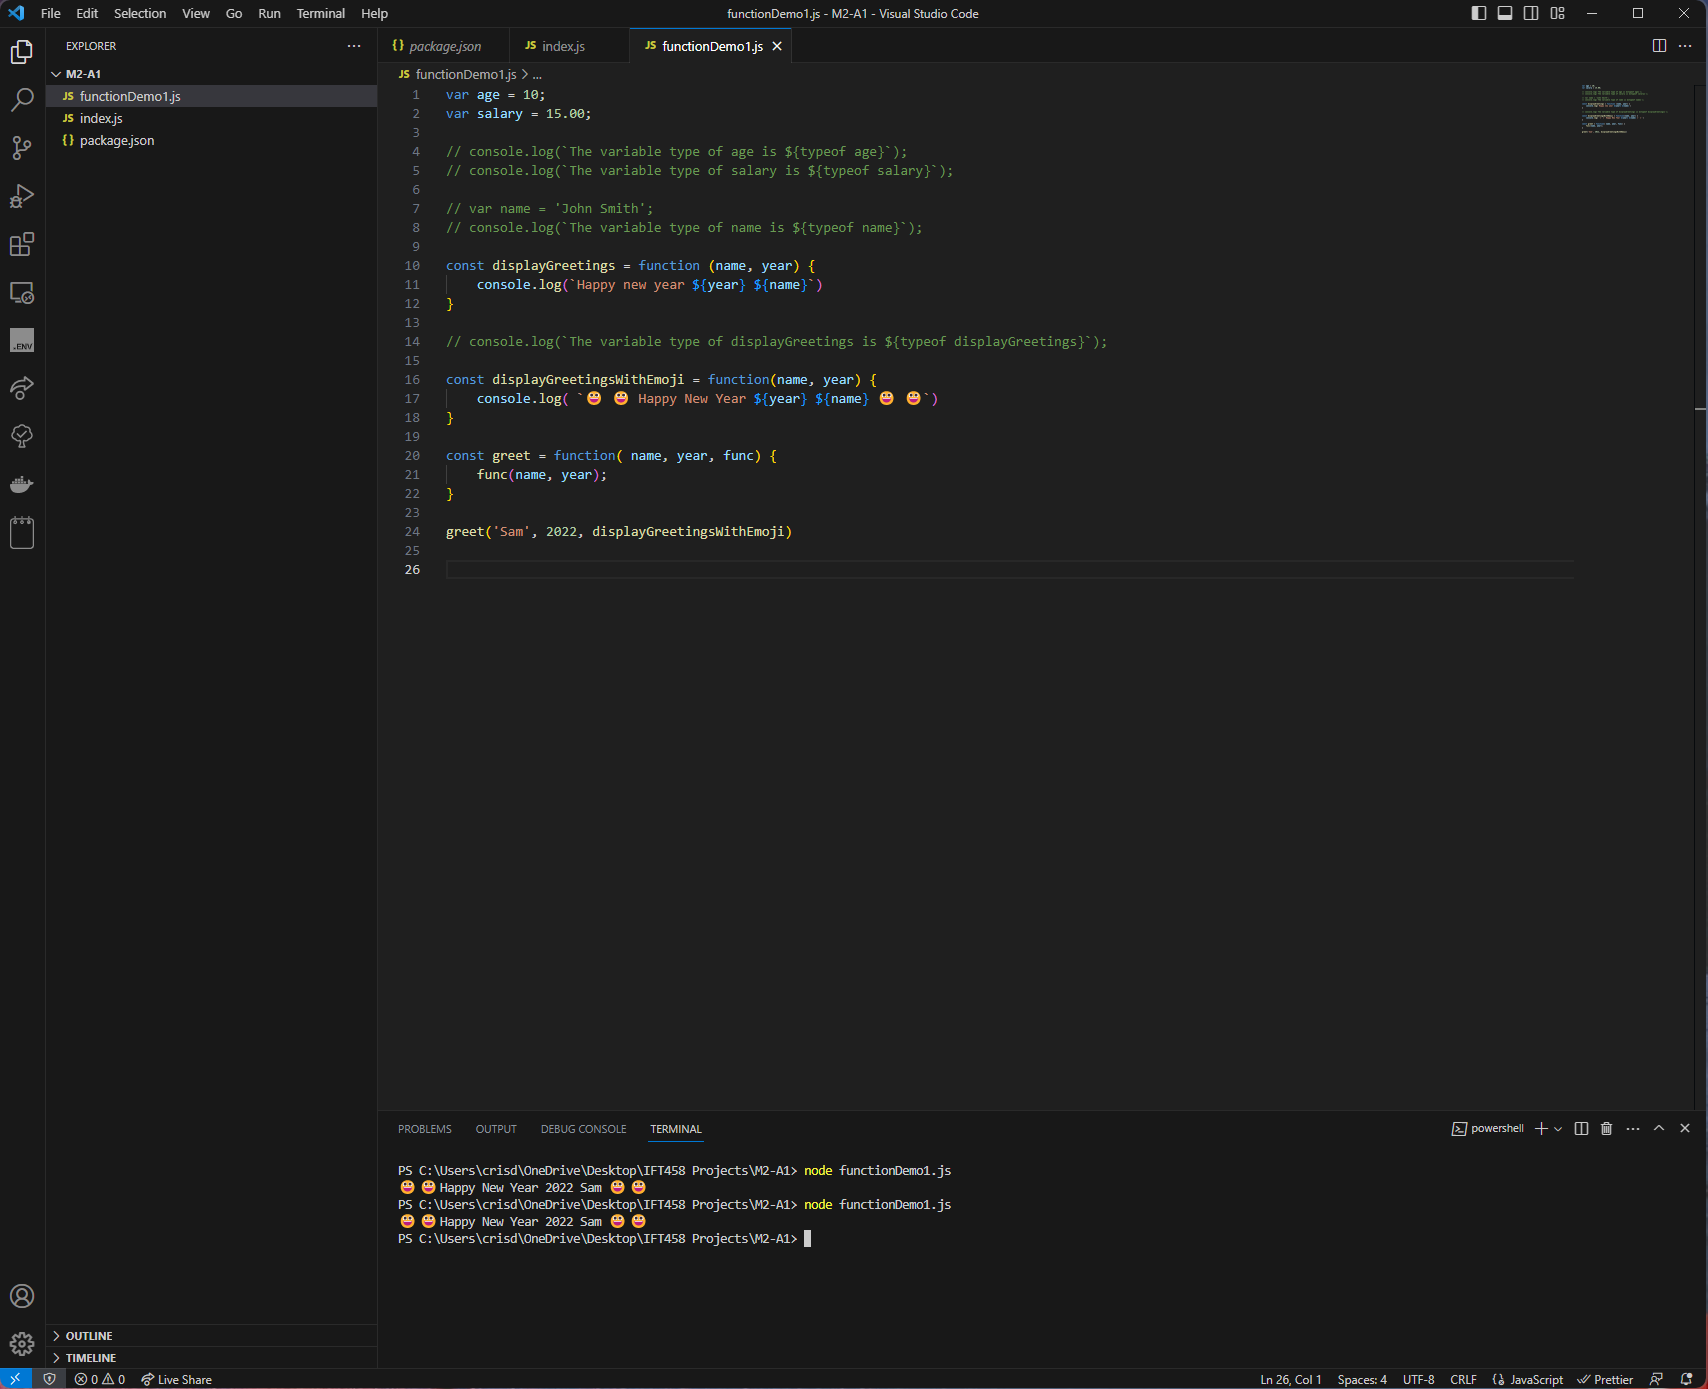 File Edit Selection View Go Run Terminal Help
functionDemo1.js - M2-A1 - Visual Studio Code
EXPLORER
M2-A1
JS functionDemo1.js
JS index.js
{} package.json
.ENV
{} package.json
JS index.js
JS functionDemo1.js
JS functionDemo1.js > ...
1 var age = 10;
2 var salary = 15.00;
3
4 // console.log(`The variable type of age is ${typeof age}`);
5 // console.log(`The variable type of salary is ${typeof salary}`);
6
7 // var name = 'John Smith';
8 // console.log(`The variable type of name is ${typeof name}`);
9
10 const displayGreetings = function (name, year) {
11 console.log(`Happy new year ${year} ${name}`)
12 }
13
14 // console.log(`The variable type of displayGreetings is ${typeof displayGreetings}`);
15
16 const displayGreetingsWithEmoji = function(name, year) {
17 console.log( `😀 😀 Happy New Year ${year} ${name} 😀 😀`)
18 }
19
20 const greet = function( name, year, func) {
21 func(name, year);
22 }
23
24 greet('Sam', 2022, displayGreetingsWithEmoji)
25
26
PROBLEMS OUTPUT DEBUG CONSOLE TERMINAL
powershell
PS C:\Users\crisd\OneDrive\Desktop\IFT458 Projects\M2-A1> node functionDemo1.js
😀 😀 Happy New Year 2022 Sam 😀 😀
PS C:\Users\crisd\OneDrive\Desktop\IFT458 Projects\M2-A1> node functionDemo1.js
😀 😀 Happy New Year 2022 Sam 😀 😀
PS C:\Users\crisd\OneDrive\Desktop\IFT458 Projects\M2-A1>
OUTLINE
TIMELINE
0 0 Live Share
Ln 26, Col 1 Spaces: 4 UTF-8 CRLF {} JavaScript Prettier